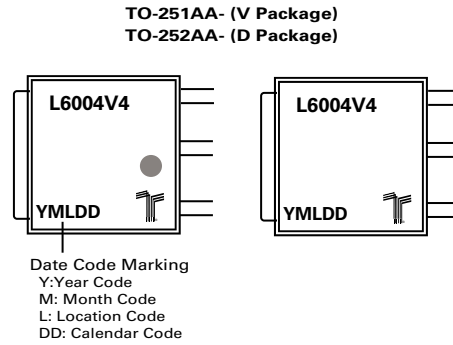 TO-251AA- (V Package)
TO-252AA- (D Package)
L6004V4
YMLDD
L6004V4
YMLDD
Date Code Marking
Y:Year Code
M: Month Code
L: Location Code
DD: Calendar Code